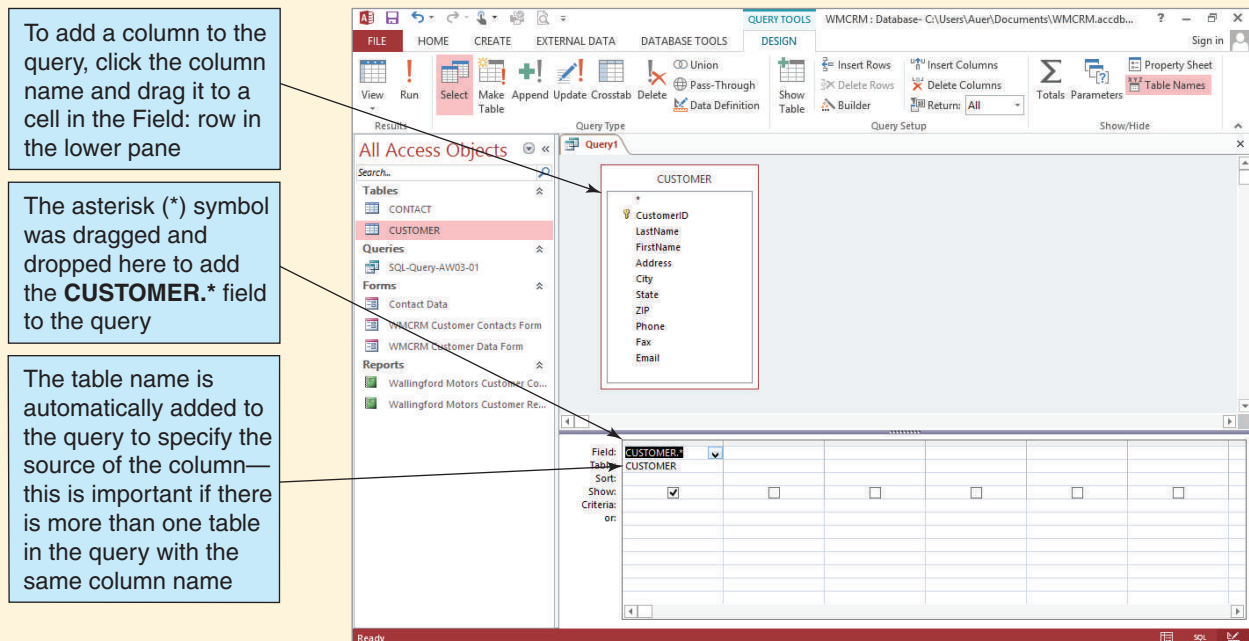 To add a column to the
query, click the column
name and drag it to a
cell in the Field: row in
the lower pane
The asterisk (*) symbol
was dragged and
dropped here to add
the CUSTOMER.* field
to the query
The table name is
automatically added to
the query to specify the
source of the column—
this is important if there
is more than one table
in the query with the
same column name
QUERY TOOLS WMCRM : Database- C:\Users\Auer\Documents\WMCRM.accdb... ?
FILE HOME CREATE EXTERNAL DATA DATABASE TOOLS DESIGN Sign in
View
Run
Select
Make
Table
Append
Update
Crosstab
Delete
Union
Pass-Through
Data Definition
Show
Table
Insert Rows
Delete Rows
Builder
Insert Columns
Delete Columns
Return: All
Totals
Parameters
Property Sheet
Table Names
Results
Query Type
Query Setup
Show/Hide
All Access Objects
Search...
Tables
CONTACT
CUSTOMER
Queries
SQL-Query-AW03-01
Forms
Contact Data
WMCRM Customer Contacts Form
WMCRM Customer Data Form
Reports
Wallingford Motors Customer Co...
Wallingford Motors Customer Re...
Query1
CUSTOMER
*
CustomerID
LastName
FirstName
Address
City
State
ZIP
Phone
Fax
Email
Field: CUSTOMER.*
Table: CUSTOMER
Sort:
Show:
Criteria:
or:
Ready
SQL